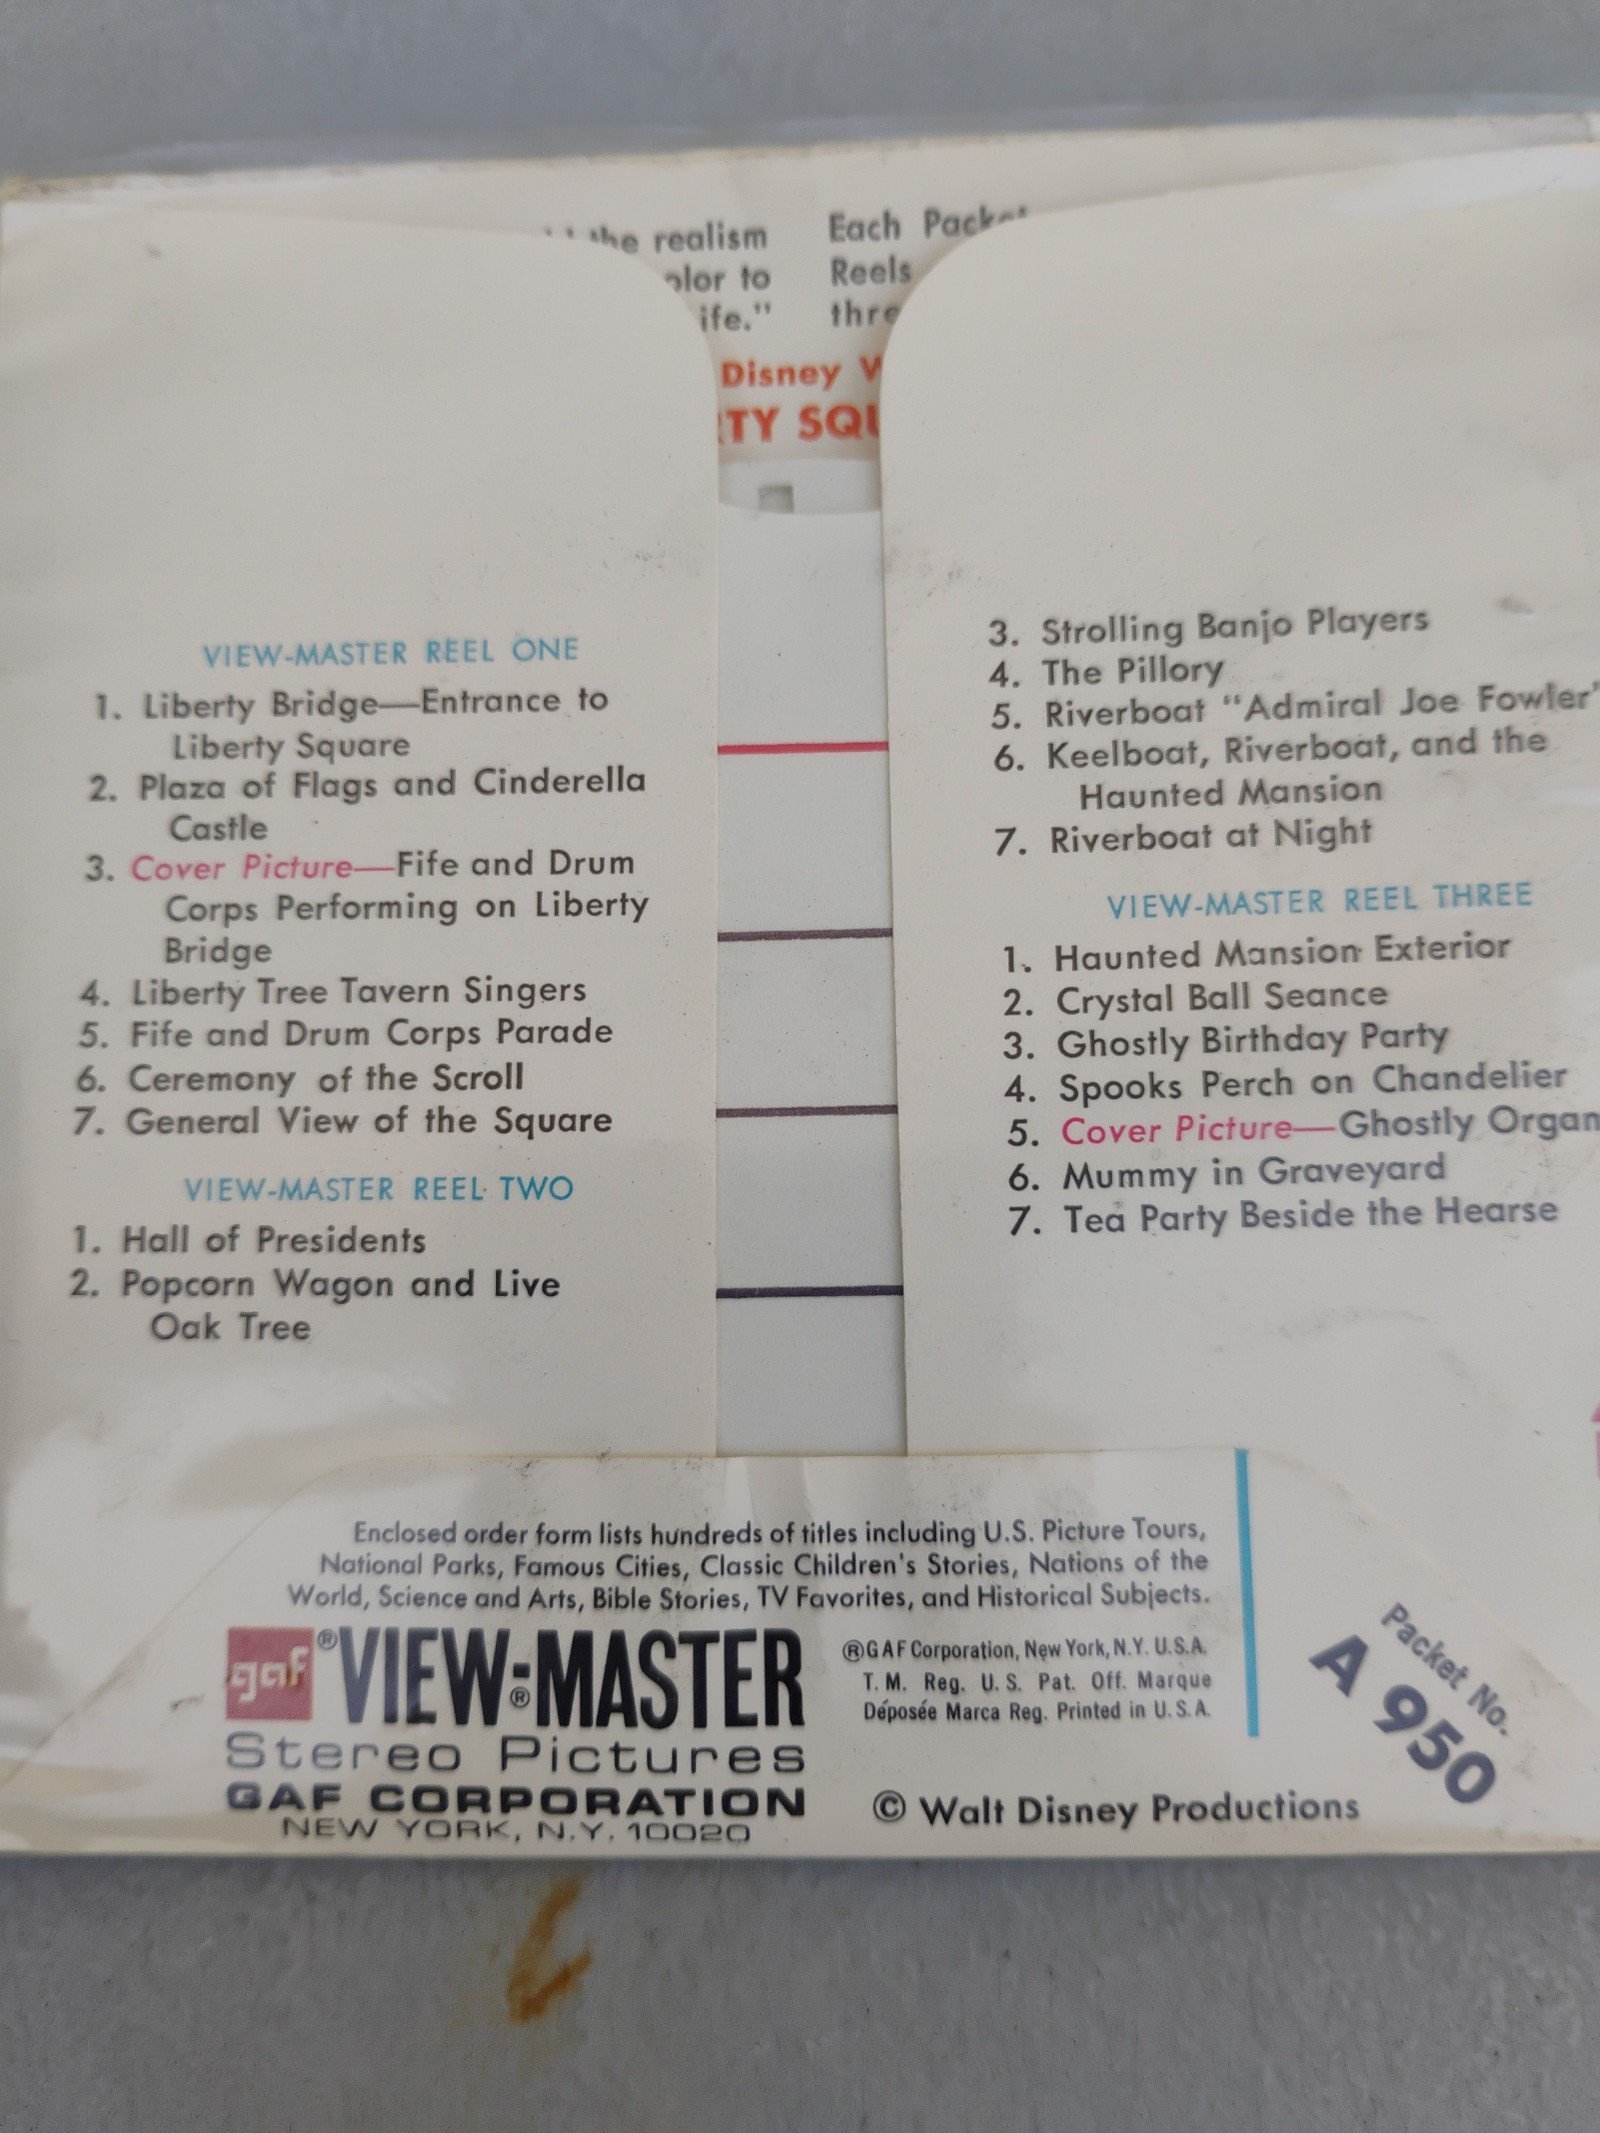 the realism
to
Each
Reels
Disney
VIEW-MASTER REEL ONE
1. Liberty Bridge—Entrance to
Liberty Square
2. Plaza of Flags and Cinderella
Castle
3. Cover Picture—Fife and Drum
Corps Performing on Liberty
Bridge
4. Liberty Tree Tavern Singers
5. Fife and Drum Corps Parade
6. Ceremony of the Scroll
7. General View of the Square
VIEW-MASTER REEL TWO
1. Hall of Presidents
2. Popcorn Wagon and Live
Oak Tree
3. Strolling Banjo Players
4. The Pillory
5. Riverboat "Admiral Joe Fowler"
6. Keelboat, Riverboat, and the
Haunted Mansion
7. Riverboat at Night
VIEW-MASTER REEL THREE
1. Haunted Mansion Exterior
2. Crystal Ball Seance
3. Ghostly Birthday Party
4. Spooks Perch on Chandelier
5. Cover Picture—Ghostly Organ
6. Mummy in Graveyard
7. Tea Party Beside the Hearse
Enclosed order form lists hundreds of titles including U.S. Picture Tours,
National Parks, Famous Cities, Classic Children's Stories, Nations of the
World, Science and Arts, Bible Stories, TV Favorites, and Historical Subjects.
gaf® VIEW-MASTER®
Stereo Pictures
GAF CORPORATION
NEW YORK, N.Y. 10020
®GAF Corporation, New York, N.Y. U.S.A.
T. M. Reg. U. S. Pat. Off. Marque
Déposée Marca Reg. Printed in U. S. A.
© Walt Disney Productions
Packet No.
A 950